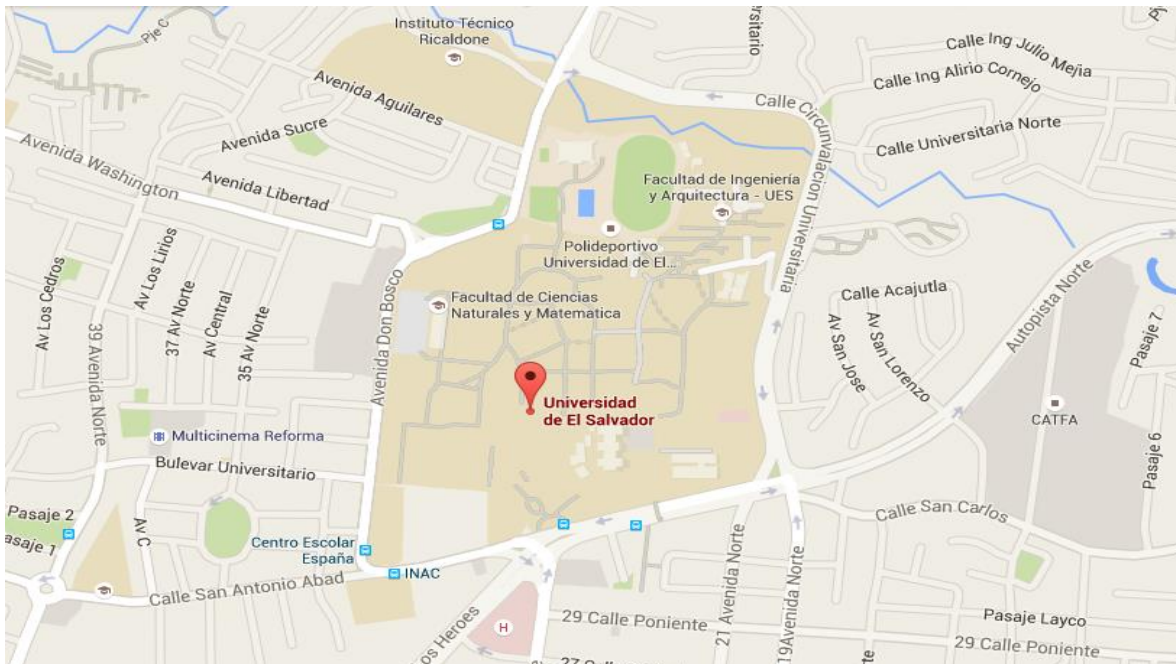 Instituto Técnico
Ricaldone
Pje C
Avenida Aguilares
Avenida Sucre
Avenida Washington
Avenida Libertad
Calle Ing Julio Mejia
Calle Ing Alirio Cornejo
Calle Circunvalacion Universitaria
Calle Universitaria Norte
Facultad de Ingeniería
y Arquitectura - UES
Polideportivo
Universidad de El...
Av Los Cedros
Av Los Lirios
37 Av Norte
Av Central
35 Av Norte
39 Avenida Norte
Avenida Don Bosco
Facultad de Ciencias
Naturales y Matematica
Calle Acajutla
Av San Jose
Av San Lorenzo
Autopista Norte
Pasaje 7
Pasaje 6
Universidad
de El Salvador
CATFA
Multicinema Reforma
Bulevar Universitario
Pasaje 2
Av C
Centro Escolar
España
INAC
Calle San Antonio Abad
Calle San Carlos
21 Avenida Norte
19 Avenida Norte
H
29 Calle Poniente
Pasaje Layco
29 Calle Poniente